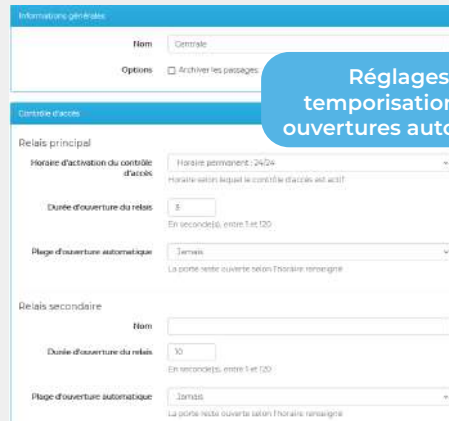 Informations générales
Nom
Centrale
Options
Archiver les passages
Réglages
temporisation
ouvertures auto
Contrôle d'accès
Relais principal
Horaire d'activation du contrôle
d'accès
Horaire permanent : 24/24
Horaire selon lequel le contrôle d'accès est actif
Durée d'ouverture du relais
En seconde(s), entre 1 et 120
Plage d'ouverture automatique
Jamais
La porte reste ouverte selon l'horaire renseigné
Relais secondaire
Nom
Durée d'ouverture du relais
10
En seconde(s), entre 1 et 120
Plage d'ouverture automatique
Jamais
La porte reste ouverte selon l'horaire renseigné